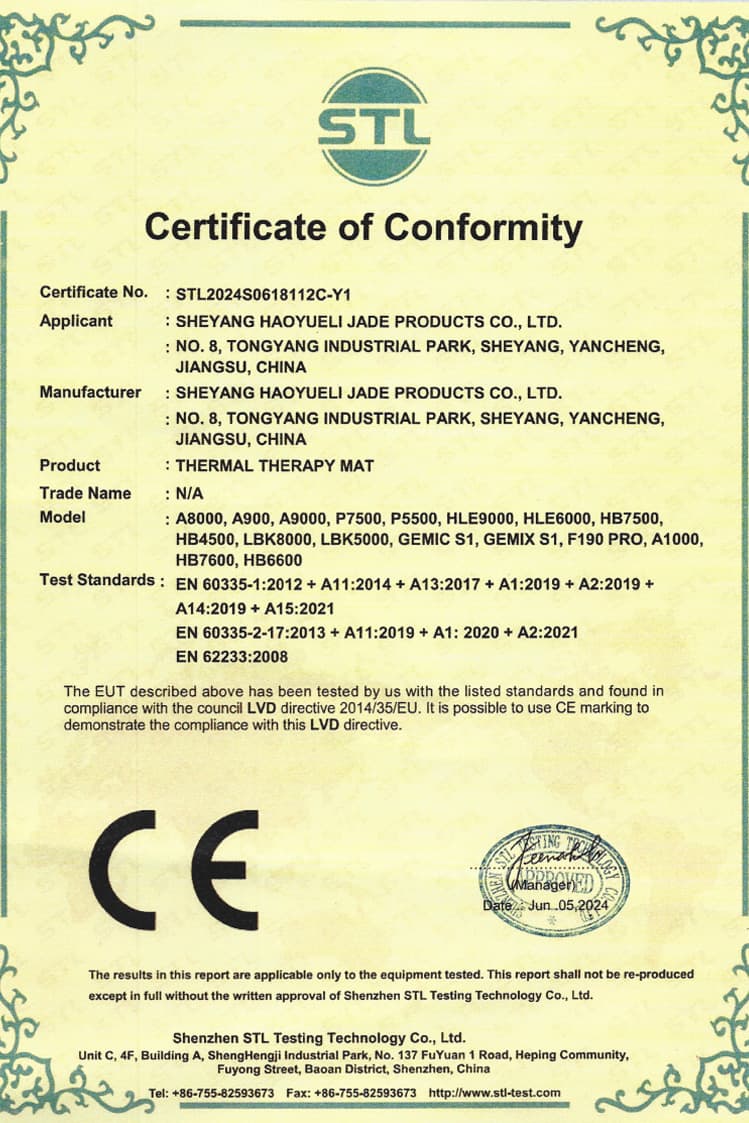 STL
Certificate of Conformity
Certificate No. : STL2024S0618112C-Y1
Applicant : SHEYANG HAOYUELI JADE PRODUCTS CO., LTD.
: NO. 8, TONGYANG INDUSTRIAL PARK, SHEYANG, YANCHENG,
JIANGSU, CHINA
Manufacturer : SHEYANG HAOYUELI JADE PRODUCTS CO., LTD.
: NO. 8, TONGYANG INDUSTRIAL PARK, SHEYANG, YANCHENG,
JIANGSU, CHINA
Product : THERMAL THERAPY MAT
Trade Name : N/A
Model : A8000, A900, A9000, P7500, P5500, HLE9000, HLE6000, HB7500,
HB4500, LBK8000, LBK5000, GEMIC S1, GEMIX S1, F190 PRO, A1000,
HB7600, HB6600
Test Standards : EN 60335-1:2012 + A11:2014 + A13:2017 + A1:2019 + A2:2019 +
A14:2019 + A15:2021
EN 60335-2-17:2013 + A11:2019 + A1: 2020 + A2:2021
EN 62233:2008
The EUT described above has been tested by us with the listed standards and found in
compliance with the council LVD directive 2014/35/EU. It is possible to use CE marking to
demonstrate the compliance with this LVD directive.
CE
SHENZHEN STL TESTING TECHNOLOGY CO., LTD
APPROVED
(Manager)
Date : Jun .05,2024
The results in this report are applicable only to the equipment tested. This report shall not be re-produced
except in full without the written approval of Shenzhen STL Testing Technology Co., Ltd.
Shenzhen STL Testing Technology Co., Ltd.
Unit C, 4F, Building A, ShengHengji Industrial Park, No. 137 FuYuan 1 Road, Heping Community,
Fuyong Street, Baoan District, Shenzhen, China
Tel: +86-755-82593673 Fax: +86-755-82593673 http://www.stl-test.com